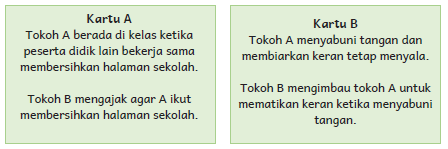 Kartu A
Tokoh A berada di kelas ketika
peserta didik lain bekerja sama
membersihkan halaman sekolah.
Tokoh B mengajak agar A ikut
membersihkan halaman sekolah.
Kartu B
Tokoh A menyabuni tangan dan
membiarkan keran tetap menyala.
Tokoh B mengimbau tokoh A untuk
mematikan keran ketika menyabuni
tangan.